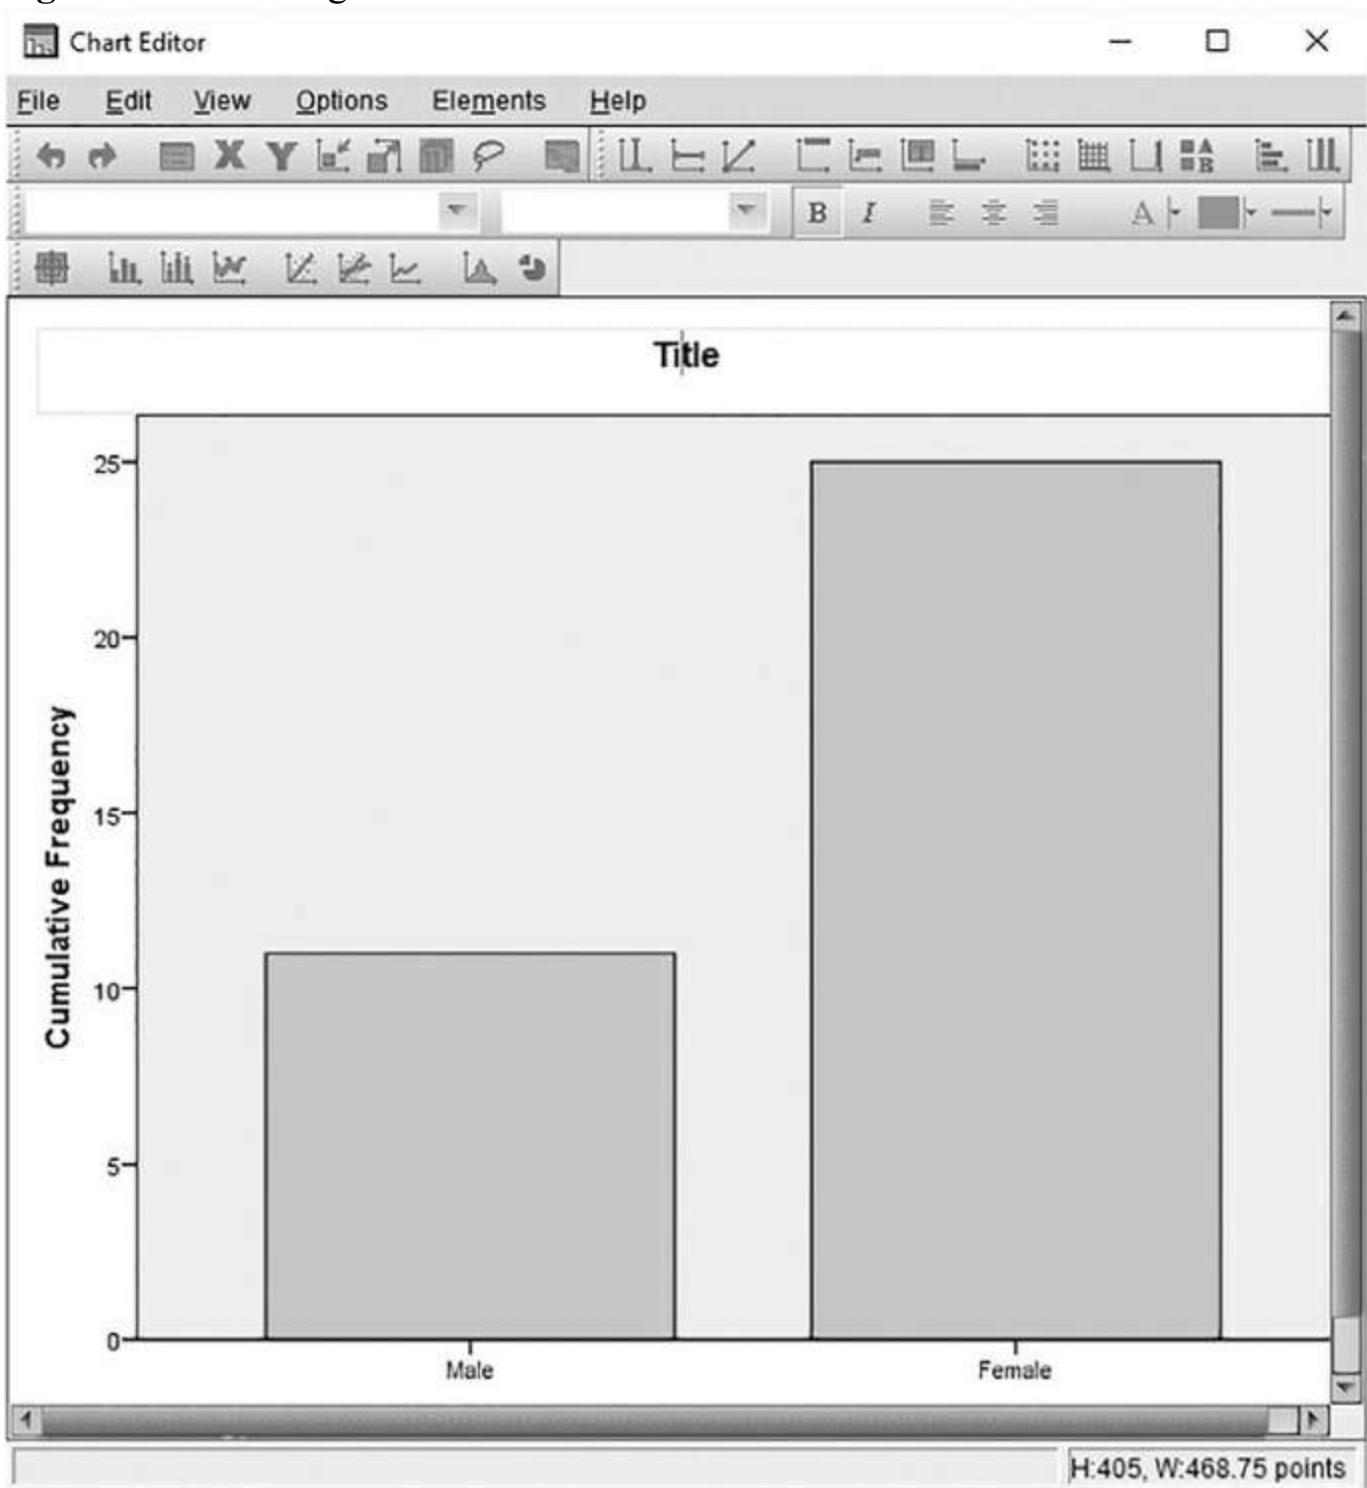 Chart Editor
File Edit View Options Elements Help
X Y A B
B I A
Title
Cumulative Frequency
25
20
15
10
5
0
Male Female
H:405, W:468.75 points